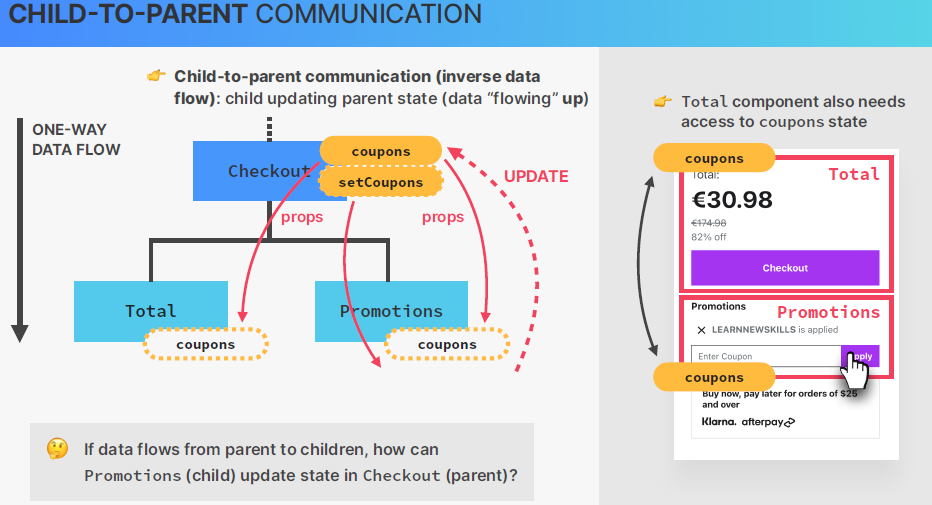 CHILD-TO-PARENT COMMUNICATION
👉 Child-to-parent communication (inverse data
flow): child updating parent state (data “flowing” up)
ONE-WAY
DATA FLOW
Checkout
coupons
setCoupons
UPDATE
props
props
Total
coupons
Promotions
coupons
🤔 If data flows from parent to children, how can
Promotions (child) update state in Checkout (parent)?
👉 Total component also needs
access to coupons state
coupons
Total:
Total
€30.98
€174.98
82% off
Checkout
Promotions
Promotions
LEARNNEWSKILLS is applied
Enter Coupon
Apply
coupons
Buy now, pay later for orders of $25
and over
Klarna. afterpay